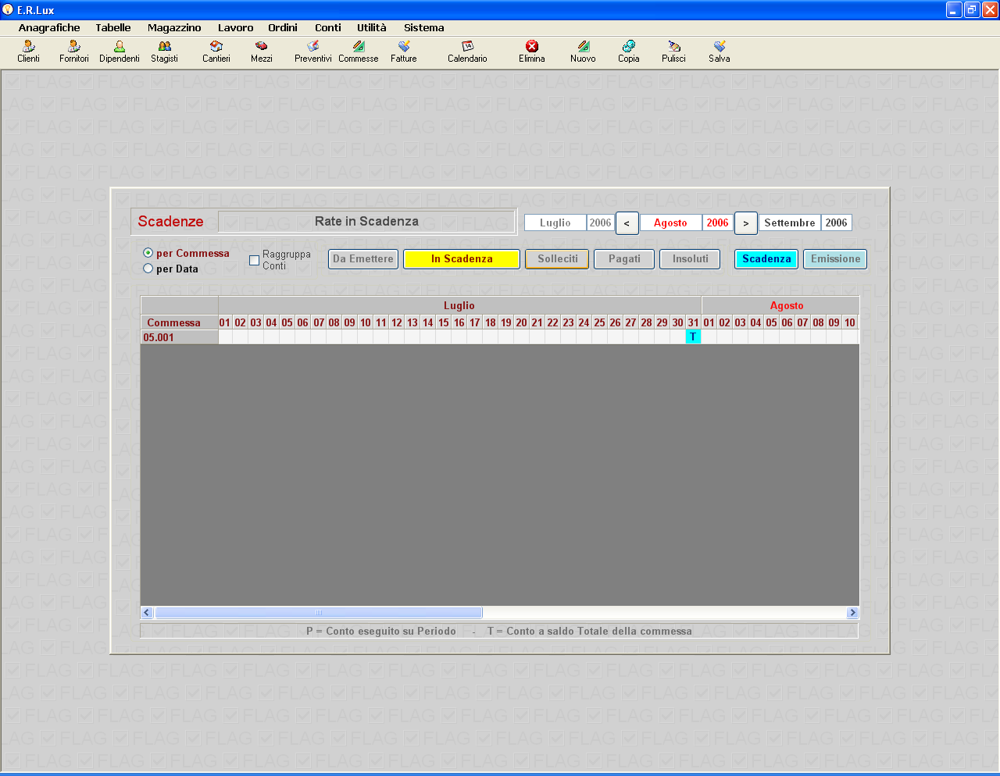 E.R.Lux
Anagrafiche Tabelle Magazzino Lavoro Ordini Conti Utilità Sistema
Clienti Fornitori Dipendenti Stagisti Cantieri Mezzi Preventivi Commesse Fatture Calendario Elimina Nuovo Copia Pulisci Salva
Scadenze Rate in Scadenza Luglio 2006 < Agosto 2006 > Settembre 2006
per Commessa
per Data
Raggruppa
Conti
Da Emettere In Scadenza Solleciti Pagati Insoluti Scadenza Emissione
Luglio Agosto
Commessa 01 02 03 04 05 06 07 08 09 10 11 12 13 14 15 16 17 18 19 20 21 22 23 24 25 26 27 28 29 30 31 01 02 03 04 05 06 07 08 09 10
05.001 T
P = Conto eseguito su Periodo - T = Conto a saldo Totale della commessa